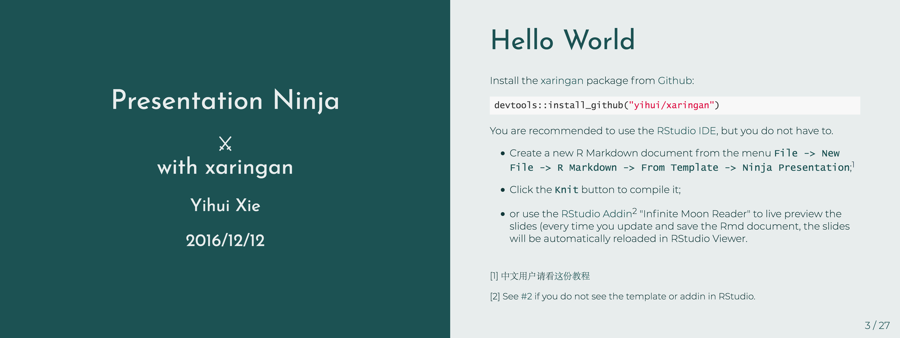 Presentation Ninja
⚔
with xaringan
Yihui Xie
2016/12/12
Hello World
Install the xaringan package from Github:
devtools::install_github("yihui/xaringan")
You are recommended to use the RStudio IDE, but you do not have to.
• Create a new R Markdown document from the menu File -> New
File -> R Markdown -> From Template -> Ninja Presentation;1
• Click the Knit button to compile it;
• or use the RStudio Addin2 "Infinite Moon Reader" to live preview the
slides (every time you update and save the Rmd document, the slides
will be automatically reloaded in RStudio Viewer.
[1] 中文用户请看这份教程
[2] See #2 if you do not see the template or addin in RStudio.
3 / 27